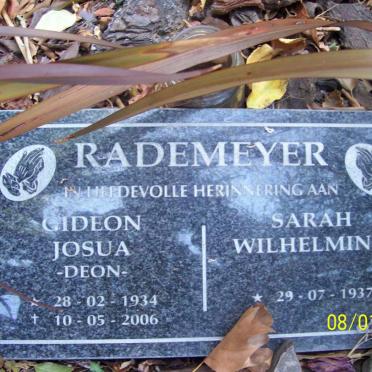 RADEMEYER
IN LIEFDEVOLLE HERINNERING AAN
GIDEON
JOSUA
-DEON-
★ 28-02-1934
† 10-05-2006
SARAH
WILHELMIN
★ 29-07-1937
08/0